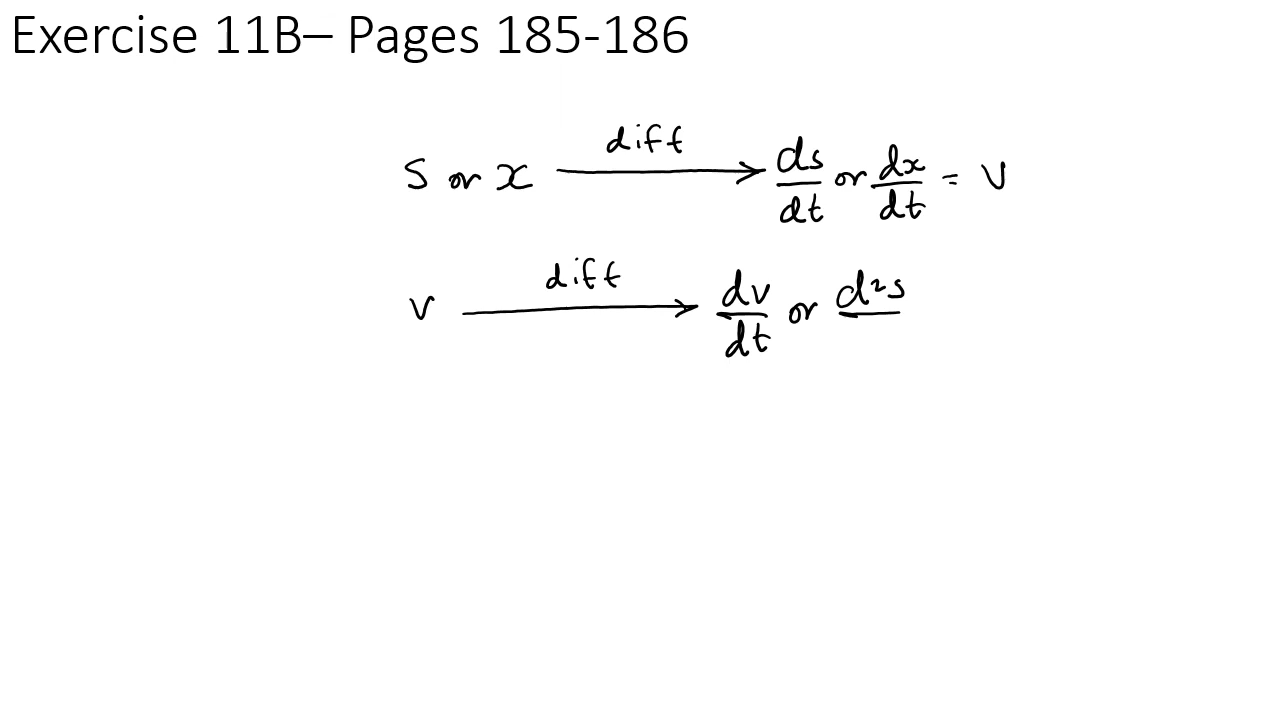 Exercise 11B– Pages 185-186
diff
S or x → ds/dt or dx/dt = v
diff
v → dv/dt or d²s